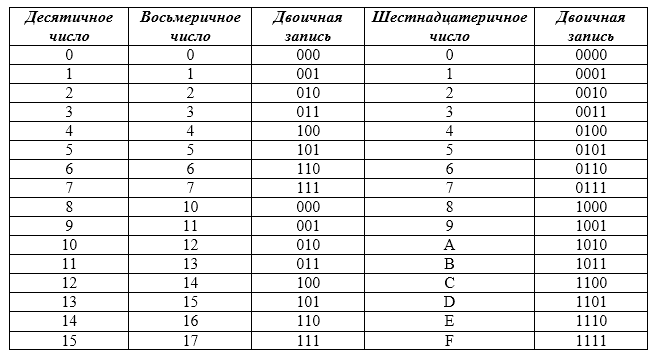 Десятичное число Восьмеричное число Двоичная запись Шестнадцатеричное число Двоичная запись
0 0 000 0 0000
1 1 001 1 0001
2 2 010 2 0010
3 3 011 3 0011
4 4 100 4 0100
5 5 101 5 0101
6 6 110 6 0110
7 7 111 7 0111
8 10 000 8 1000
9 11 001 9 1001
10 12 010 A 1010
11 13 011 B 1011
12 14 100 C 1100
13 15 101 D 1101
14 16 110 E 1110
15 17 111 F 1111